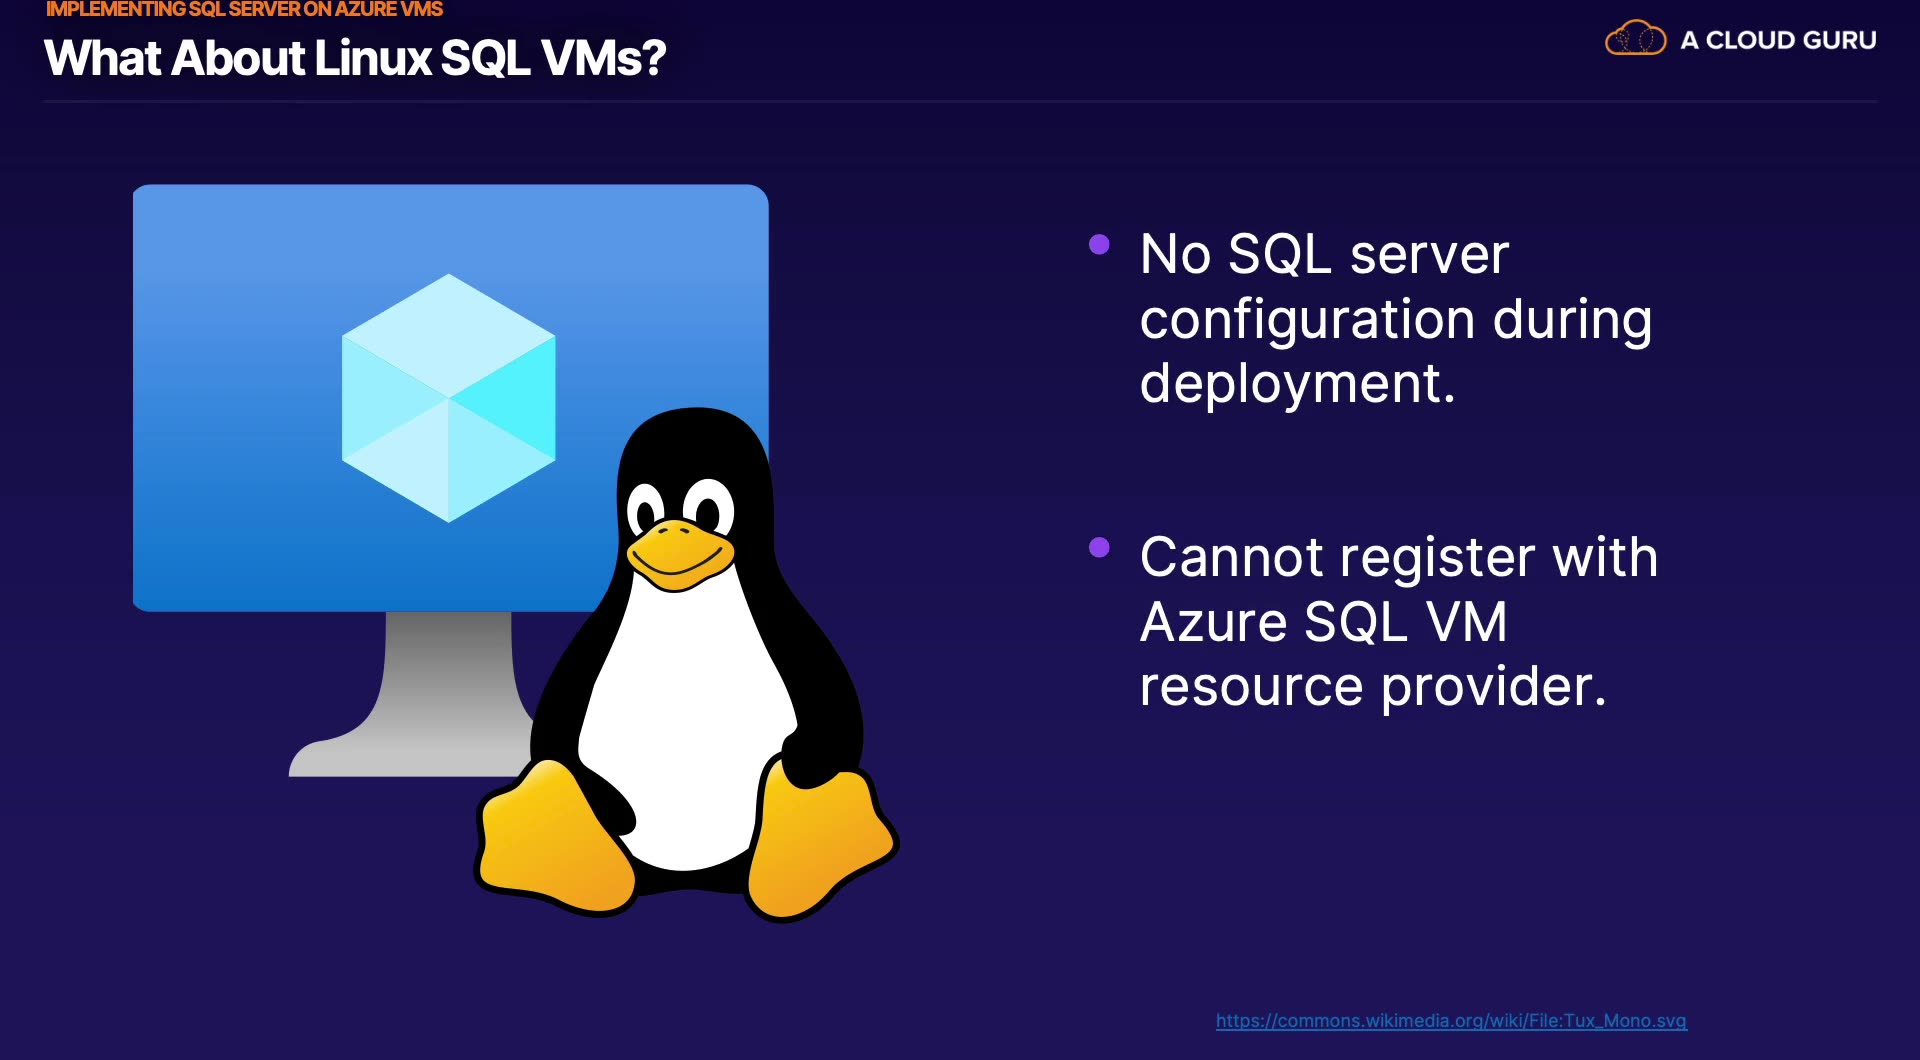 IMPLEMENTING SQL SERVER ON AZURE VMS
What About Linux SQL VMs?
A CLOUD GURU
No SQL server
configuration during
deployment.
Cannot register with
Azure SQL VM
resource provider.
https://commons.wikimedia.org/wiki/File:Tux_Mono.svg